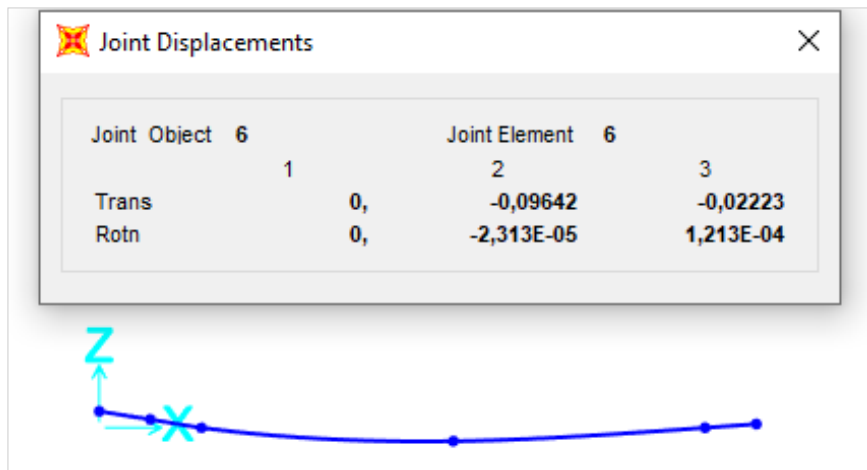 Joint Displacements
Joint Object 6 Joint Element 6
1 2 3
Trans 0, -0,09642 -0,02223
Rotn 0, -2,313E-05 1,213E-04
Z
X